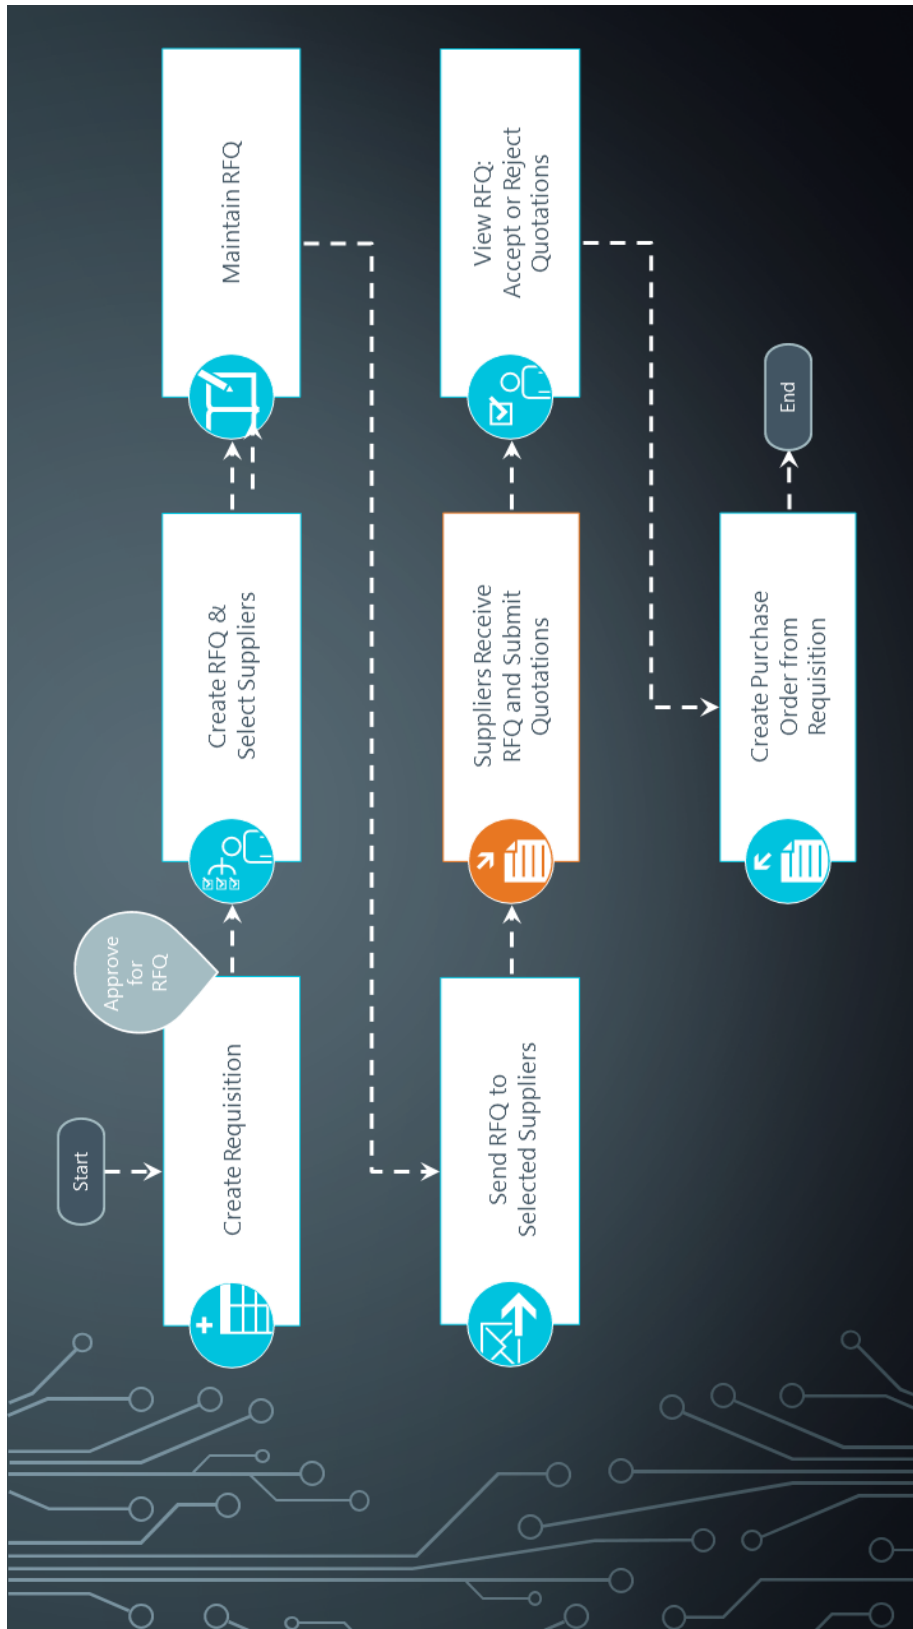 Start
Create Requisition
Approve
for
RFQ
Create RFQ &
Select Suppliers
Maintain RFQ
Send RFQ to
Selected Suppliers
Suppliers Receive
RFQ and Submit
Quotations
View RFQ:
Accept or Reject
Quotations
Create Purchase
Order from
Requisition
End